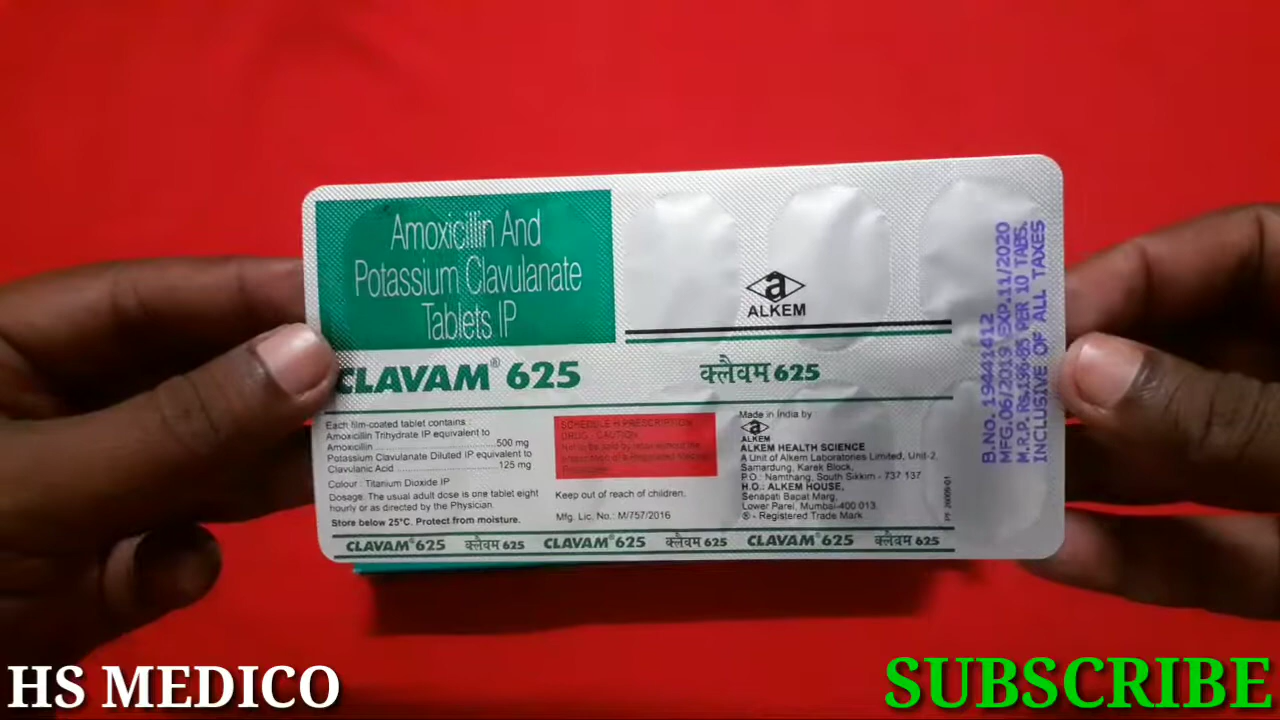 Amoxicillin And
Potassium Clavulanate
Tablets IP
a
ALKEM
CLAVAM® 625
क्लैवम 625
Each film-coated tablet contains :
Amoxicillin Trihydrate IP equivalent to
Amoxicillin ........................................500 mg
Potassium Clavulanate Diluted IP equivalent to
Clavulanic Acid ..................................125 mg
Colour : Titanium Dioxide IP
Dosage: The usual adult dose is one tablet eight
hourly or as directed by the Physician.
Store below 25°C. Protect from moisture.
SCHEDULE H PRESCRIPTION
DRUG - CAUTION
Not to be sold by retail without the
prescription of a Registered Medical
Practitioner
Keep out of reach of children.
Mfg. Lic. No.: M/757/2016
Made in India by
a
ALKEM
ALKEM HEALTH SCIENCE
A Unit of Alkem Laboratories Limited, Unit-2,
Samardung, Karek Block,
P.O.: Namthang, South Sikkim - 737 137
H.O.: ALKEM HOUSE,
Senapati Bapat Marg,
Lower Parel, Mumbai-400 013.
® - Registered Trade Mark
B.No. 19441412
MFG.06/2019 EXP.11/2020
M.R.P. Rs.196.85 PER 10 TABS.
INCLUSIVE OF ALL TAXES
CLAVAM® 625 क्लैवम 625 CLAVAM® 625 क्लैवम 625 CLAVAM® 625 क्लैवम 625
HS MEDICO
SUBSCRIBE